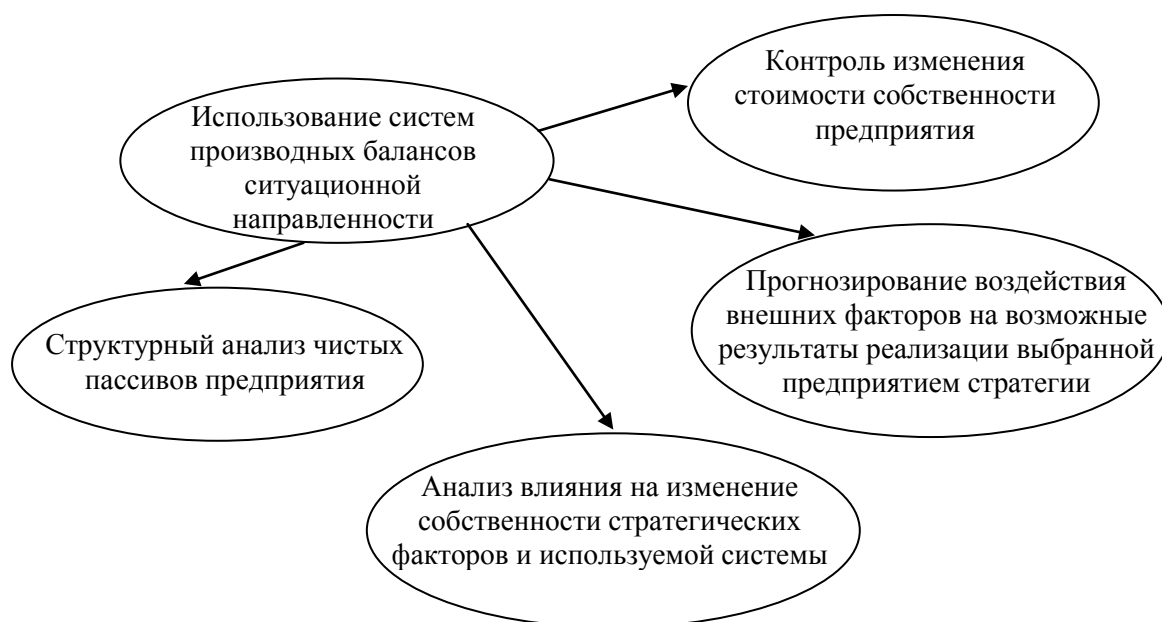 Контроль изменения
стоимости собственности
предприятия
Использование систем
производных балансов
ситуационной
направленности
Прогнозирование воздействия
внешних факторов на возможные
результаты реализации выбранной
предприятием стратегии
Структурный анализ чистых
пассивов предприятия
Анализ влияния на изменение
собственности стратегических
факторов и используемой системы